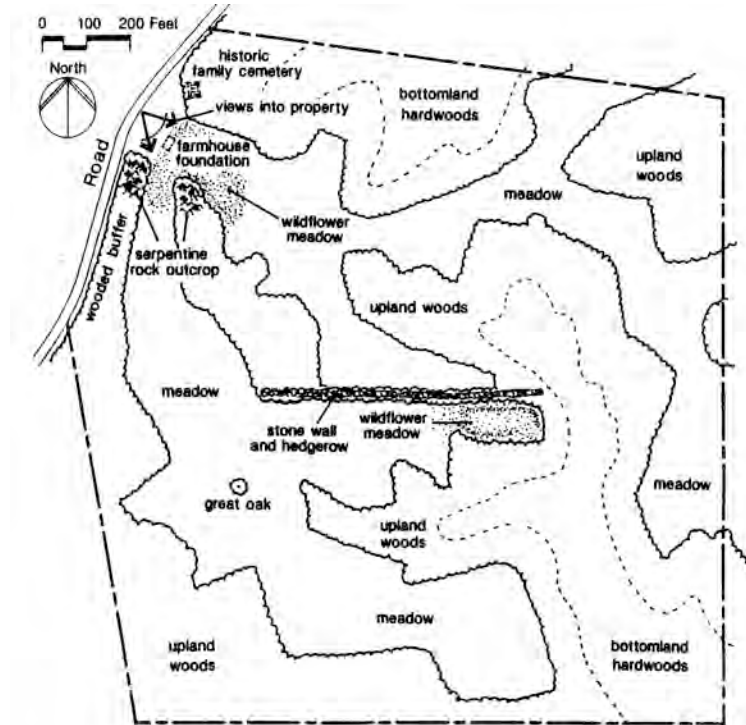 0 100 200 Feet
North
historic
family cemetery
views into property
bottomland
hardwoods
upland
woods
Road
farmhouse
foundation
meadow
wildflower
meadow
serpentine
rock outcrop
wooded buffer
upland woods
meadow
stone wall
and hedgerow
wildflower
meadow
great oak
meadow
upland
woods
meadow
upland
woods
bottomland
hardwoods